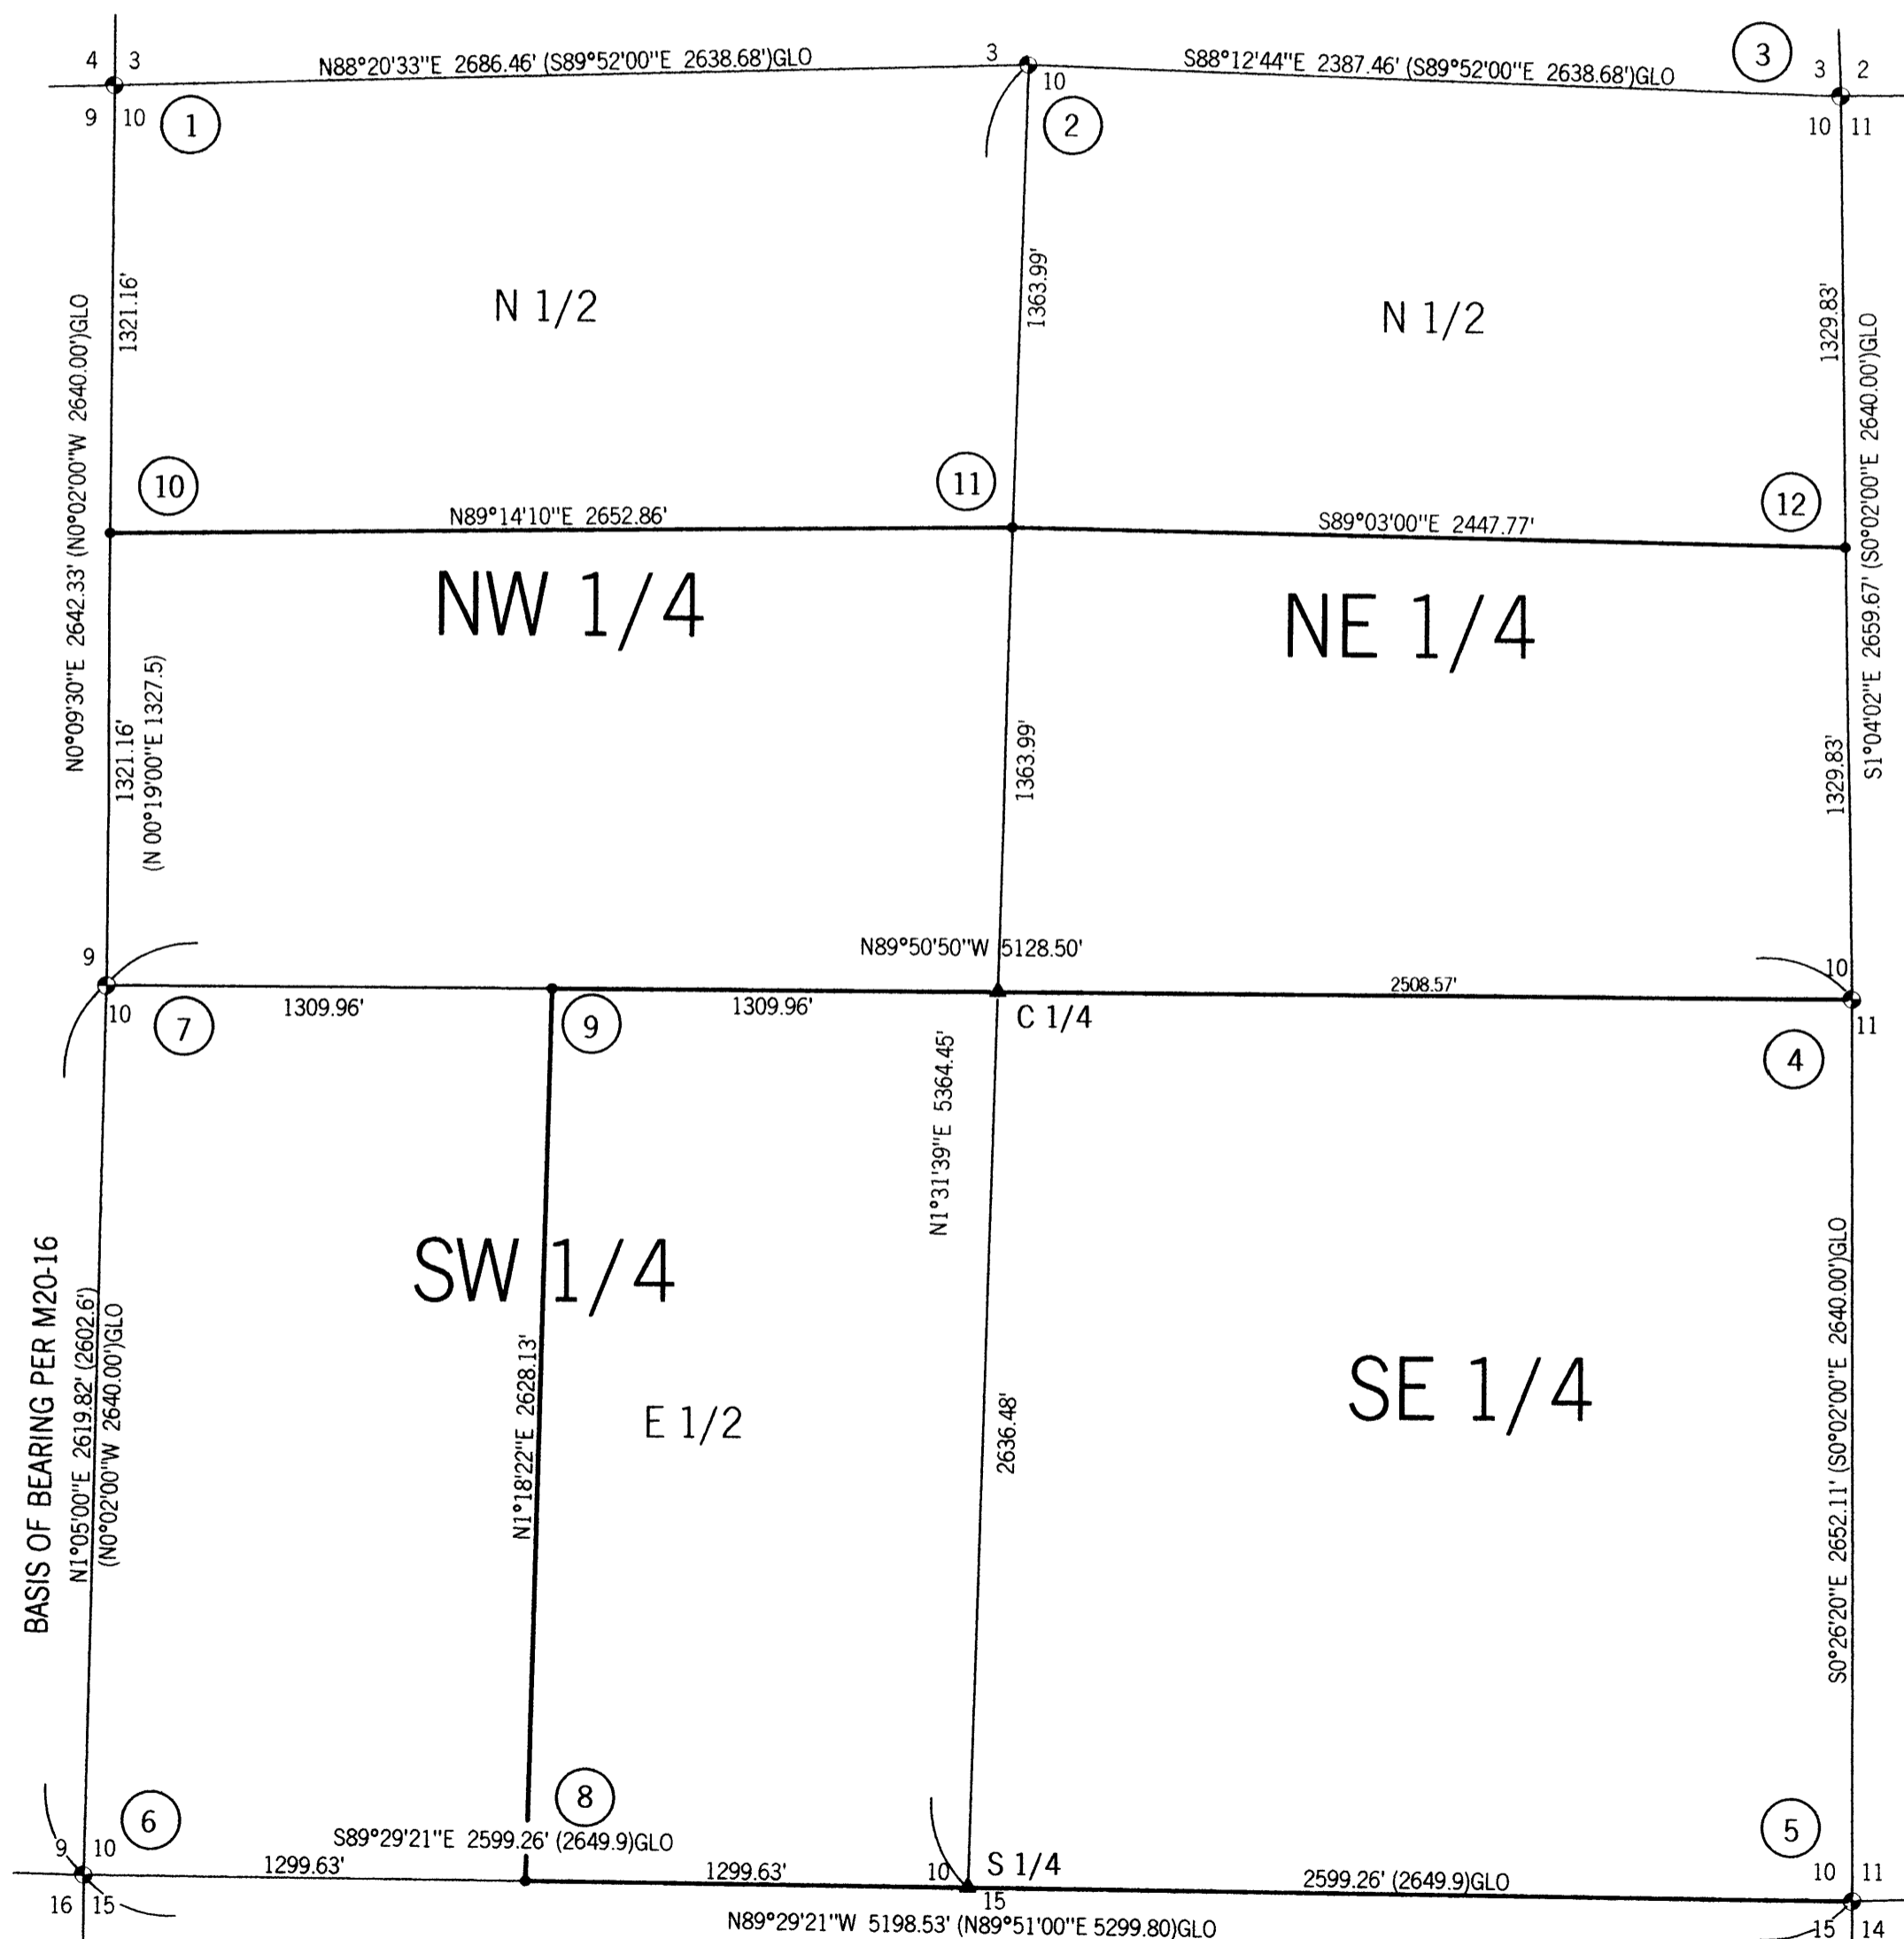 4 3
N88°20'33"E 2686.46' (S89°52'00"E 2638.68')GLO
3
S88°12'44"E 2387.46' (S89°52'00"E 2638.68')GLO
3
3 2
9 10
1
10
2
10 11
N 1/2
N 1/2
1321.16'
1363.99'
1329.83'
N0°09'30"E 2642.33' (N0°02'00"W 2640.00')GLO
S1°04'02"E 2659.67' (S0°02'00"E 2640.00')GLO
10
11
12
N89°14'10"E 2652.86'
S89°03'00"E 2447.77'
NW 1/4
NE 1/4
1321.16'
(N 00°19'00"E 1327.5)
1363.99'
1329.83'
9
N89°50'50"W 5128.50'
10
10
7
1309.96'
9
1309.96'
C 1/4
2508.57'
11
4
N1°31'39"E 5364.45'
SW 1/4
BASIS OF BEARING PER M20-16
N1°05'00"E 2619.82' (2602.6')
(N0°02'00"W 2640.00')GLO
N1°18'22"E 2628.13'
E 1/2
2636.48'
SE 1/4
S0°26'20"E 2652.11' (S0°02'00"E 2640.00')GLO
6
8
5
9 10
S89°29'21"E 2599.26' (2649.9)GLO
1299.63'
1299.63'
10
S 1/4
2599.26' (2649.9)GLO
10 11
16 15
15
N89°29'21"W 5198.53' (N89°51'00"E 5299.80)GLO
15 14